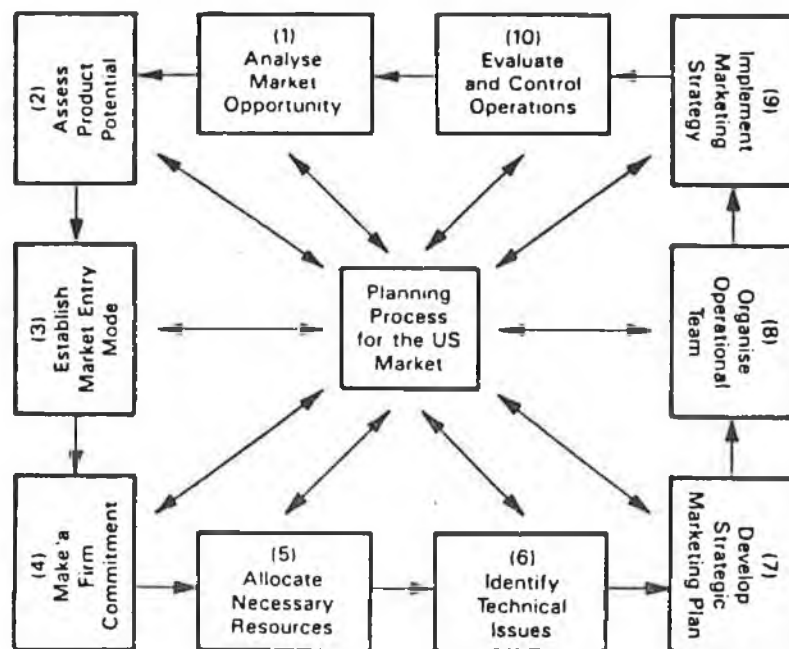 (1)
Analyse
Market
Opportunity
(2)
Assess
Product
Potential
(3)
Establish
Market Entry
Mode
(4)
Make a
Firm
Commitment
(5)
Allocate
Necessary
Resources
(6)
Identify
Technical
Issues
(7)
Develop
Strategic
Marketing Plan
(8)
Organise
Operational
Team
(9)
Implement
Marketing
Strategy
(10)
Evaluate
and Control
Operations
Planning
Process
for the US
Market